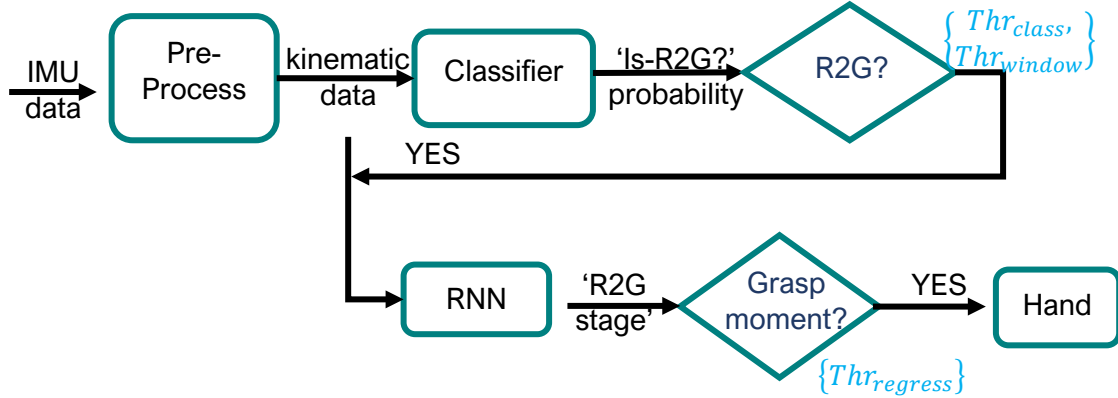 IMU
data
Pre-
Process
kinematic
data
Classifier
‘Is-R2G?’
probability
R2G?
{Thr_class,
Thr_window}
YES
RNN
‘R2G
stage’
Grasp
moment?
{Thr_regress}
YES
Hand